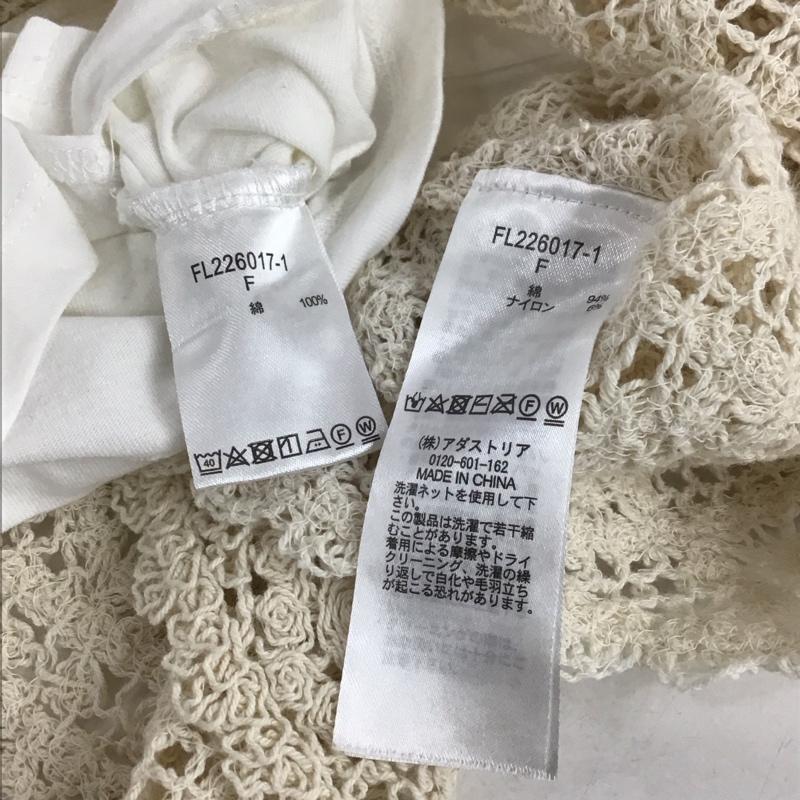 FL226017-1
F
綿 100%
40
F
W
FL226017-1
F
綿 94%
ナイロン 6%
F
W
(株)アダストリア
0120-601-162
MADE IN CHINA
洗濯ネットを使用して下
さい。
この製品は洗濯で若干縮
むことがあります。
着用による摩擦やドライ
クリーニング、洗濯の繰
り返しで白化や毛羽立ち
が起こる恐れがあります。